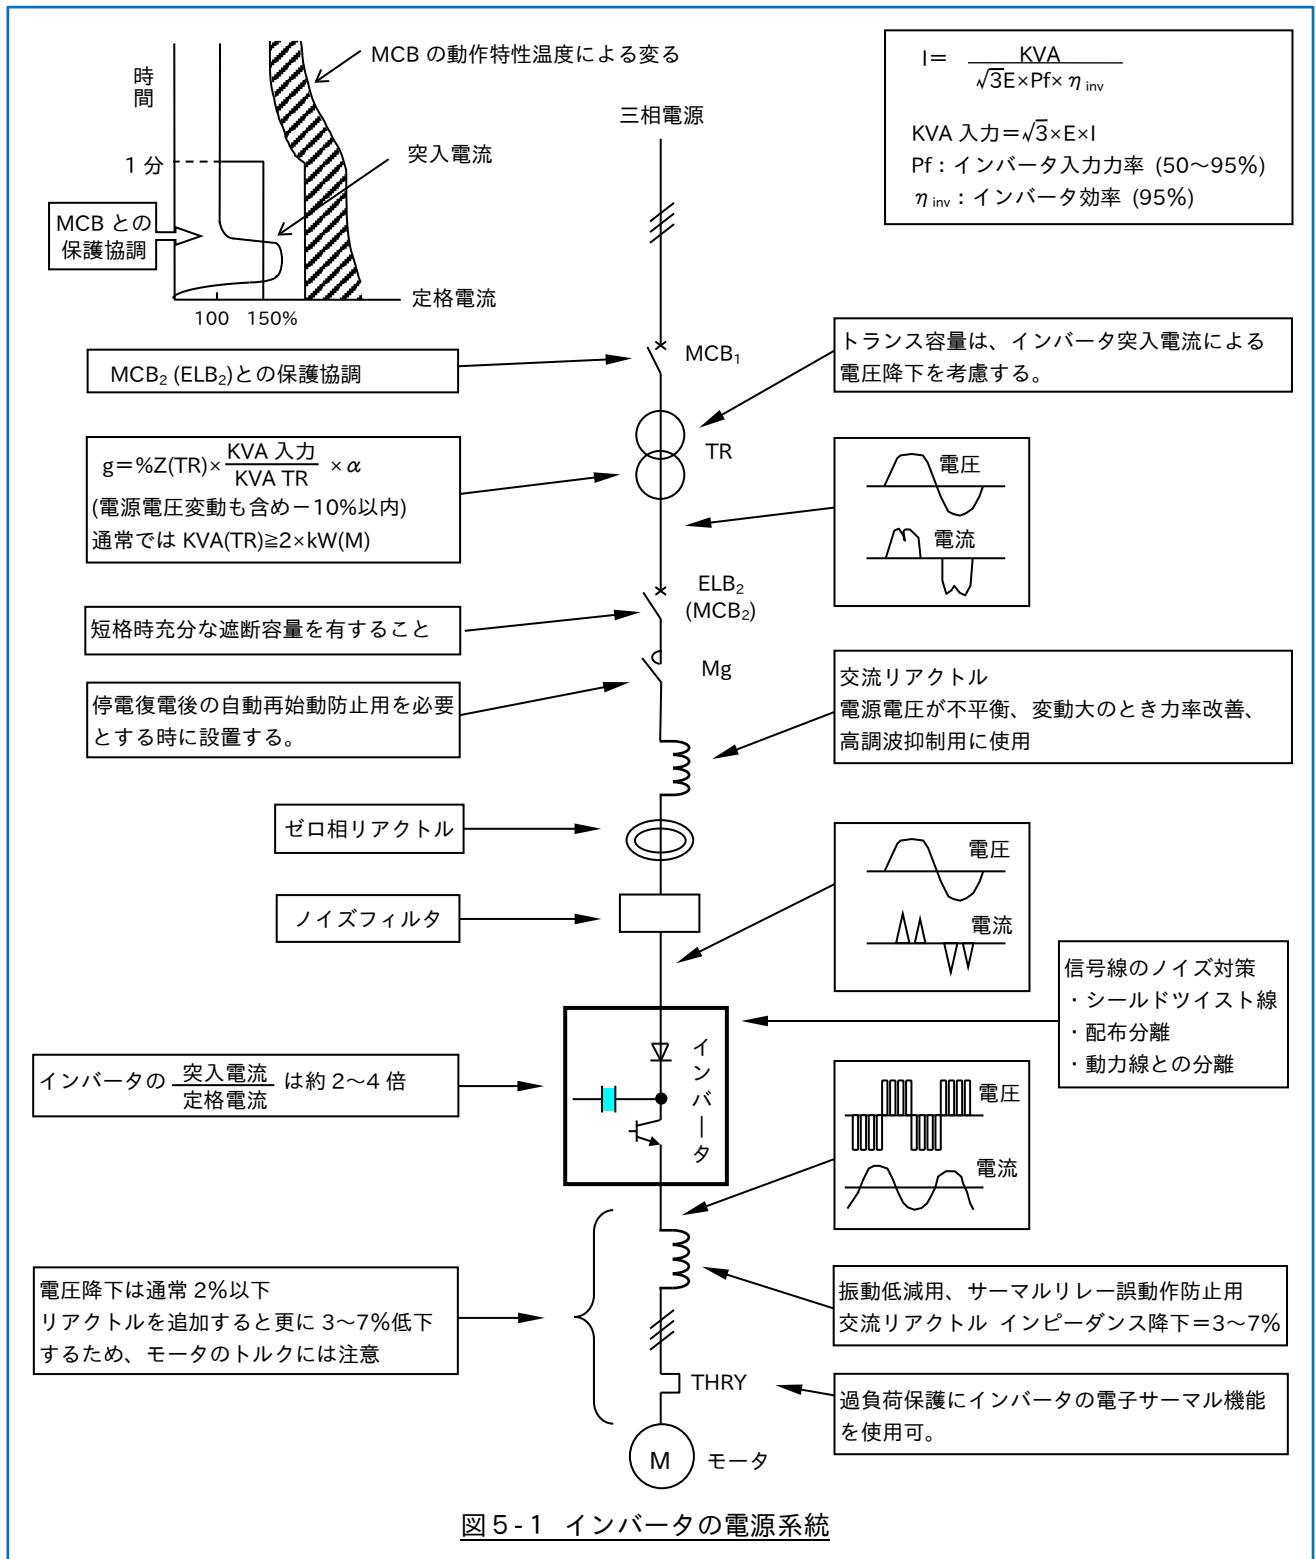 MCB の動作特性温度による変る
時間
1 分
突入電流
MCB との
保護協調
定格電流
100 150%
I= KVA
√3E×Pf×η inv
KVA 入力=√3×E×I
Pf:インバータ入力力率 (50~95%)
η inv:インバータ効率 (95%)
三相電源
MCB₁
MCB₂ (ELB₂)との保護協調
トランス容量は、インバータ突入電流による
電圧降下を考慮する。
TR
g=%Z(TR)× KVA 入力 ×α
KVA TR
(電源電圧変動も含め-10%以内)
通常では KVA(TR)≧2×kW(M)
電圧
電流
ELB₂
(MCB₂)
短格時充分な遮断容量を有すること
Mg
停電復電後の自動再始動防止用を必要
とする時に設置する。
交流リアクトル
電源電圧が不平衡、変動大のとき力率改善、
高調波抑制用に使用
ゼロ相リアクトル
ノイズフィルタ
電圧
電流
信号線のノイズ対策
・シールドツイスト線
・配布分離
・動力線との分離
インバータ
インバータの 突入電流 は約 2~4 倍
定格電流
電圧
電流
電圧降下は通常 2%以下
リアクトルを追加すると更に 3~7%低下
するため、モータのトルクには注意
振動低減用、サーマルリレー誤動作防止用
交流リアクトル インピーダンス降下=3~7%
THRY
過負荷保護にインバータの電子サーマル機能
を使用可。
M モータ
図5-1 インバータの電源系統